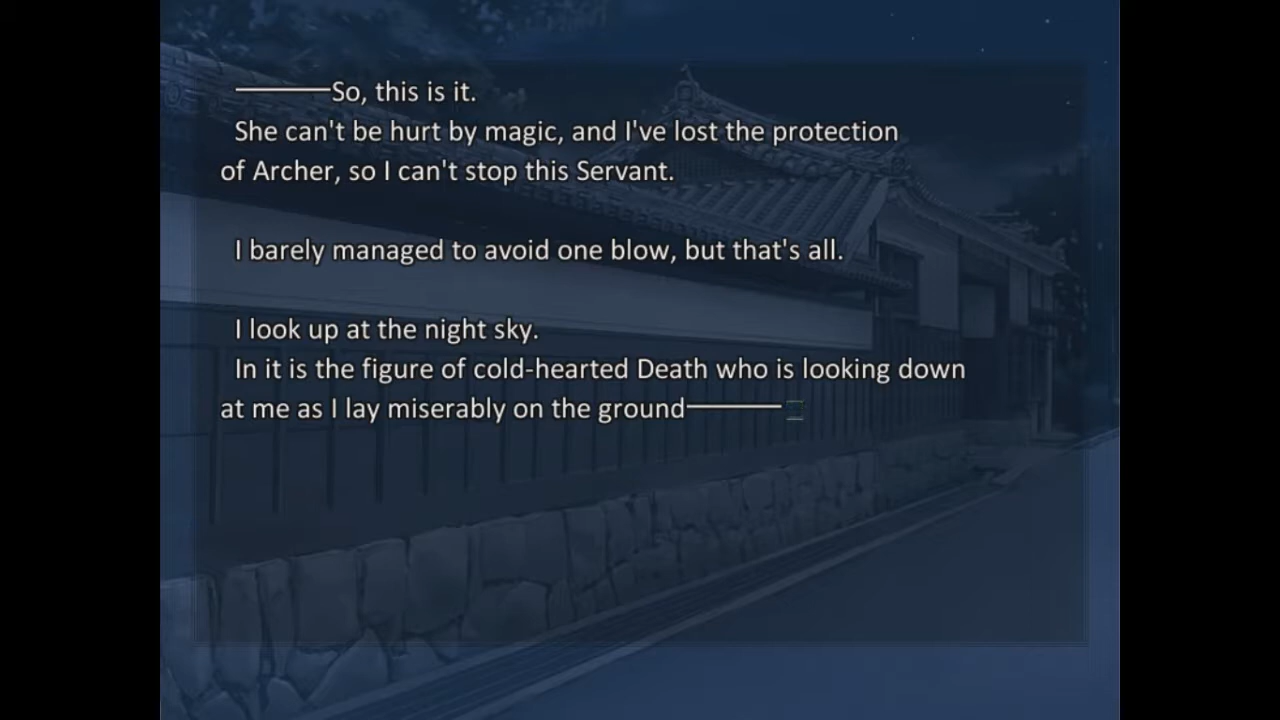 ————So, this is it.
She can't be hurt by magic, and I've lost the protection
of Archer, so I can't stop this Servant.
I barely managed to avoid one blow, but that's all.
I look up at the night sky.
In it is the figure of cold-hearted Death who is looking down
at me as I lay miserably on the ground————